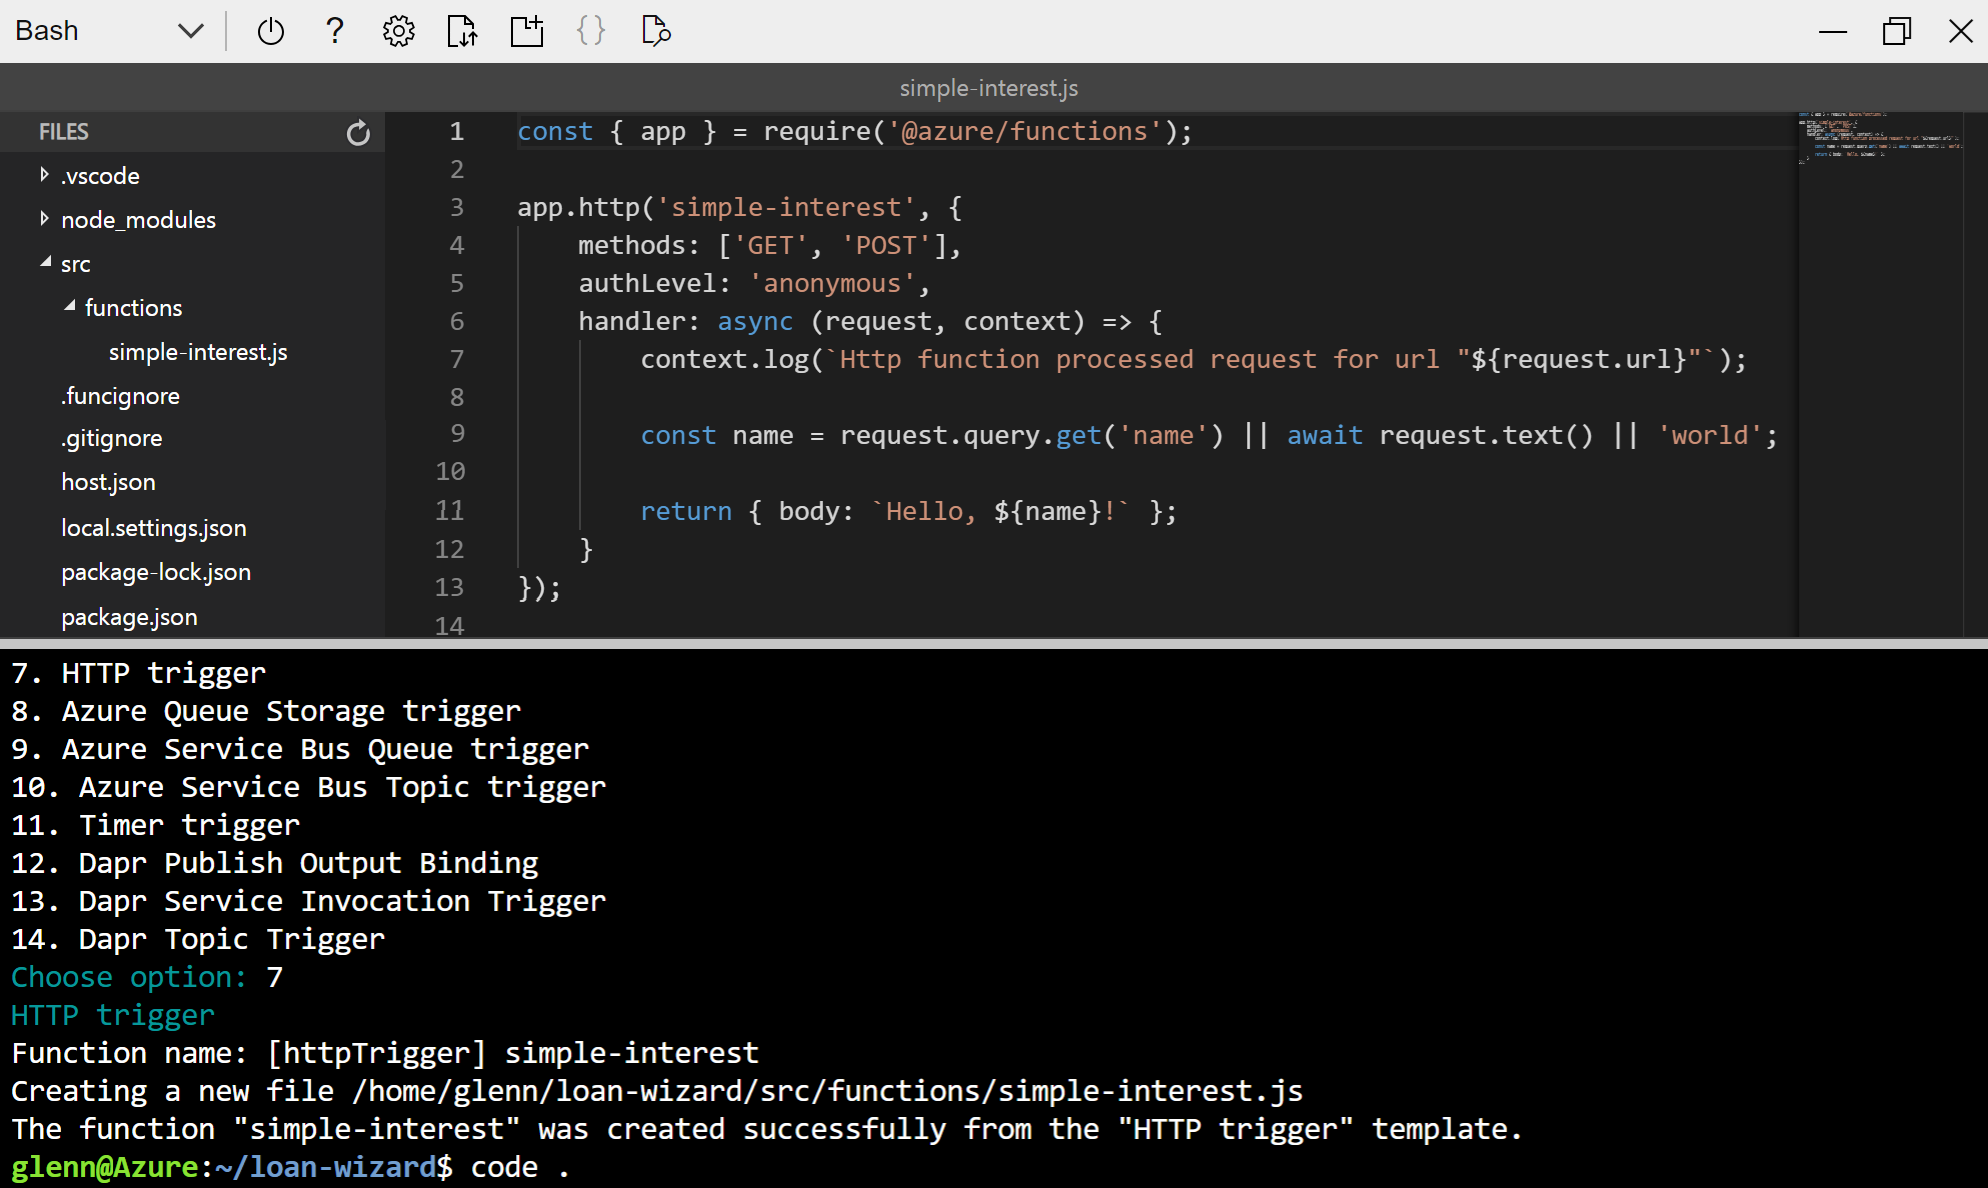 Bash
simple-interest.js
FILES
.vscode
node_modules
src
functions
simple-interest.js
.funcignore
.gitignore
host.json
local.settings.json
package-lock.json
package.json
1 const { app } = require('@azure/functions');
2
3 app.http('simple-interest', {
4 methods: ['GET', 'POST'],
5 authLevel: 'anonymous',
6 handler: async (request, context) => {
7 context.log(`Http function processed request for url "${request.url}"`);
8
9 const name = request.query.get('name') || await request.text() || 'world';
10
11 return { body: `Hello, ${name}!` };
12 }
13 });
14
7. HTTP trigger
8. Azure Queue Storage trigger
9. Azure Service Bus Queue trigger
10. Azure Service Bus Topic trigger
11. Timer trigger
12. Dapr Publish Output Binding
13. Dapr Service Invocation Trigger
14. Dapr Topic Trigger
Choose option: 7
HTTP trigger
Function name: [httpTrigger] simple-interest
Creating a new file /home/glenn/loan-wizard/src/functions/simple-interest.js
The function "simple-interest" was created successfully from the "HTTP trigger" template.
glenn@Azure:~/loan-wizard$ code .